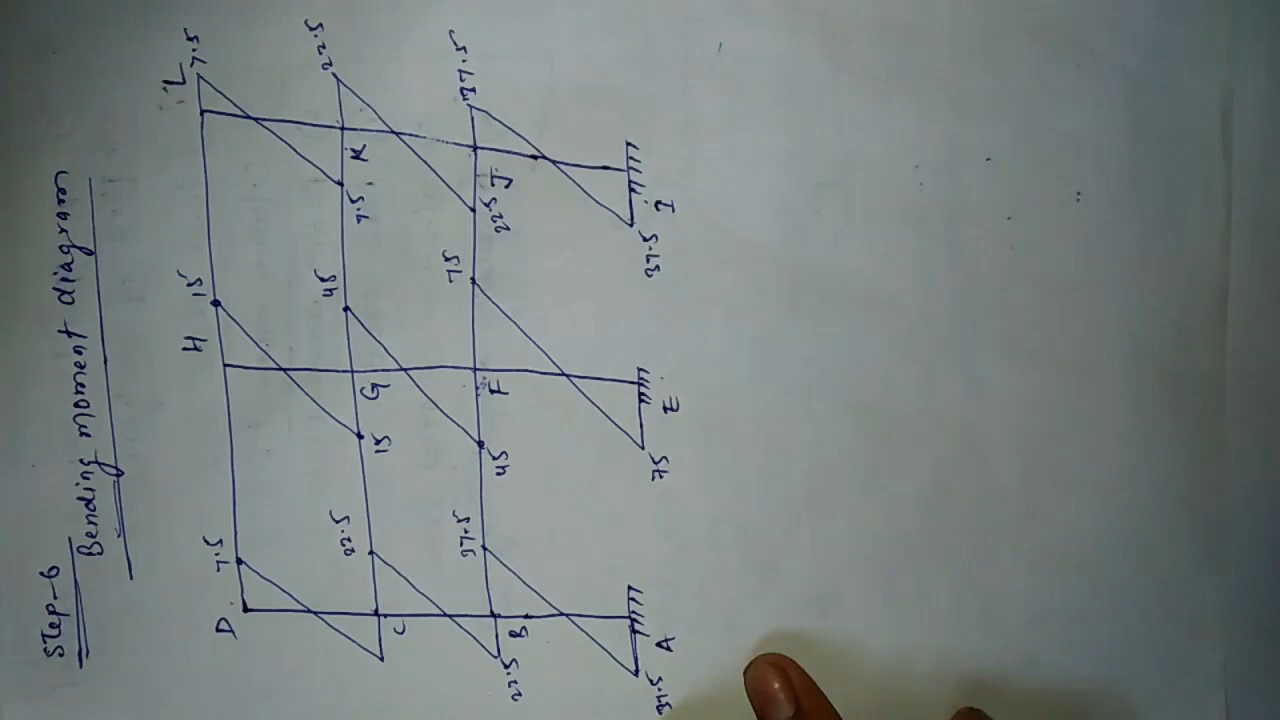 Step-6
Bending moment diagram
D 7.5 H 15 L 7.5
C 22.5 15 G 45 7.5 K 22.5
22.5 B 37.5 45 F 75 22.5 J 37.5
37.5 A 75 E 37.5 I